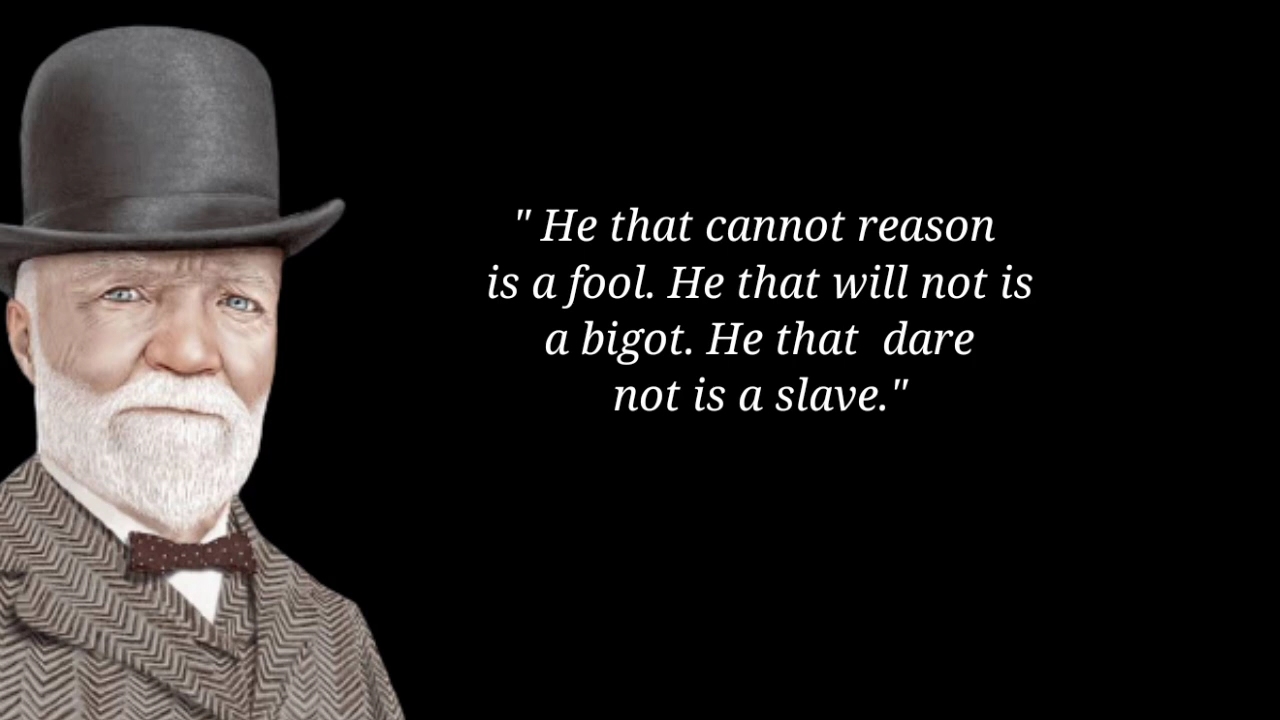 " He that cannot reason
is a fool. He that will not is
a bigot. He that  dare
not is a slave."